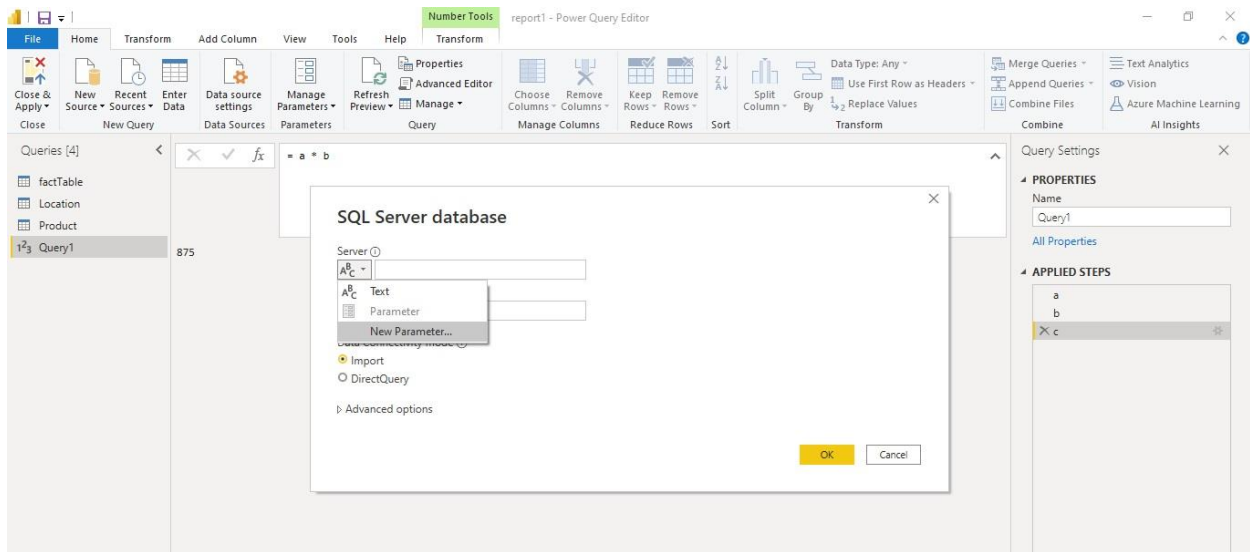 Number Tools
report1 - Power Query Editor
File Home Transform Add Column View Tools Help Transform
Close & Apply
New Source
Recent Sources
Enter Data
Data source settings
Manage Parameters
Refresh Preview
Properties
Advanced Editor
Manage
Choose Columns
Remove Columns
Keep Rows
Remove Rows
Split Column
Group By
Data Type: Any
Use First Row as Headers
Replace Values
Merge Queries
Append Queries
Combine Files
Text Analytics
Vision
Azure Machine Learning
Close New Query Data Sources Parameters Query Manage Columns Reduce Rows Sort Transform Combine AI Insights
Queries [4]
factTable
Location
Product
123 Query1
fx = a * b
875
SQL Server database
Server
ABC
ABC Text
Parameter
New Parameter...
Import
DirectQuery
Advanced options
OK Cancel
Query Settings
PROPERTIES
Name
Query1
All Properties
APPLIED STEPS
a
b
c